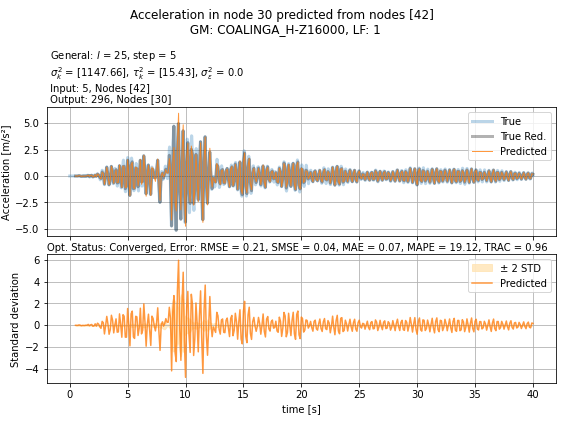 Acceleration in node 30 predicted from nodes [42]
GM: COALINGA_H-Z16000, LF: 1
General: l = 25, step = 5
σ²ₖ = [1147.66], τ²ₖ = [15.43], σ²ε = 0.0
Input: 5, Nodes [42]
Output: 296, Nodes [30]
Acceleration [m/s²]
5.0
2.5
0.0
−2.5
−5.0
True
True Red.
Predicted
Opt. Status: Converged, Error: RMSE = 0.21, SMSE = 0.04, MAE = 0.07, MAPE = 19.12, TRAC = 0.96
Standard deviation
6
4
2
0
−2
−4
± 2 STD
Predicted
0 5 10 15 20 25 30 35 40
time [s]